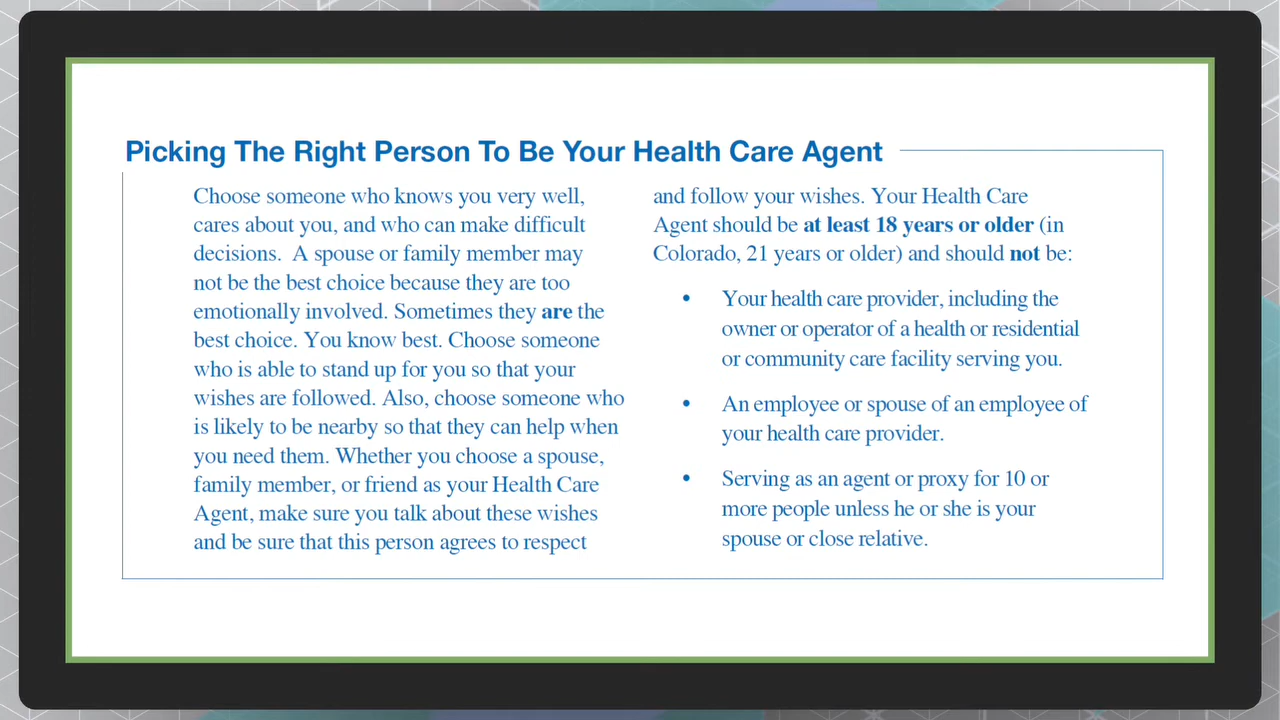 Picking The Right Person To Be Your Health Care Agent
Choose someone who knows you very well,
cares about you, and who can make difficult
decisions.  A spouse or family member may
not be the best choice because they are too
emotionally involved. Sometimes they are the
best choice. You know best. Choose someone
who is able to stand up for you so that your
wishes are followed. Also, choose someone who
is likely to be nearby so that they can help when
you need them. Whether you choose a spouse,
family member, or friend as your Health Care
Agent, make sure you talk about these wishes
and be sure that this person agrees to respect
and follow your wishes. Your Health Care
Agent should be at least 18 years or older (in
Colorado, 21 years or older) and should not be:
• Your health care provider, including the
owner or operator of a health or residential
or community care facility serving you.
• An employee or spouse of an employee of
your health care provider.
• Serving as an agent or proxy for 10 or
more people unless he or she is your
spouse or close relative.